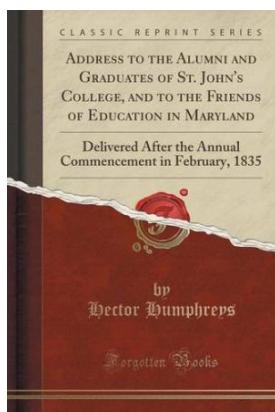 CLASSIC REPRINT SERIES
ADDRESS TO THE ALUMNI AND
GRADUATES OF ST. JOHN'S
COLLEGE, AND TO THE FRIENDS
OF EDUCATION IN MARYLAND
Delivered After the Annual
Commencement in February, 1835
by
Hector Humphreys
Forgotten Books